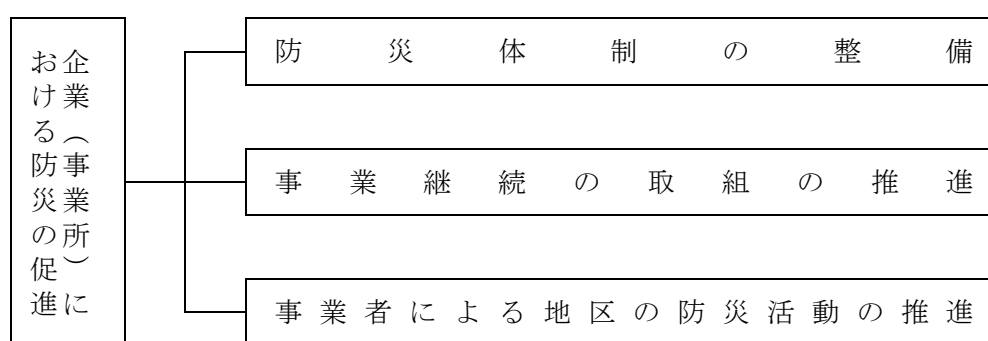 企業（事業所）に
おける防災の促進
防災体制の整備
事業継続の取組の推進
事業者による地区の防災活動の推進